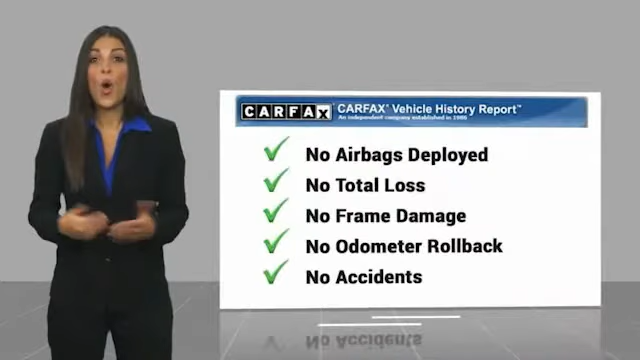 CARFAX CARFAX® Vehicle History Report™
An independent company established in 1986
No Airbags Deployed
No Total Loss
No Frame Damage
No Odometer Rollback
No Accidents